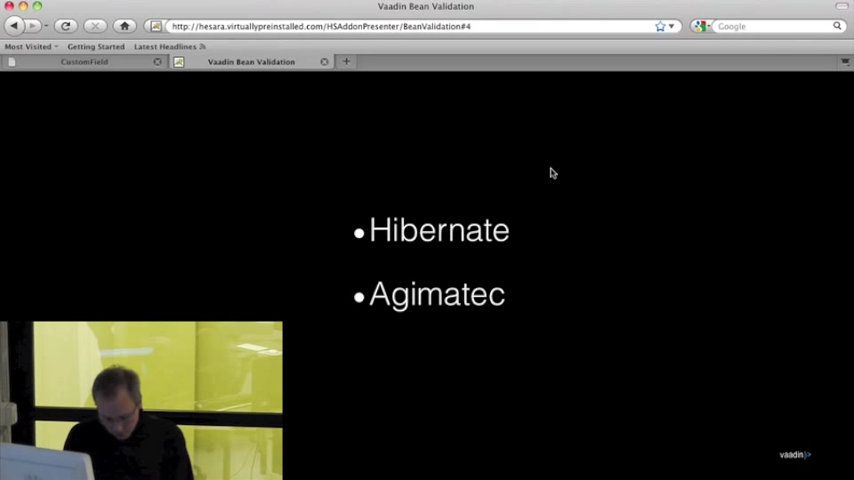 Vaadin Bean Validation
http://hesara.virtuallypreinstalled.com/HSAddonPresenter/BeanValidation#4
Google
Most Visited
Getting Started
Latest Headlines
CustomField
Vaadin Bean Validation
• Hibernate
• Agimatec
vaadin}>